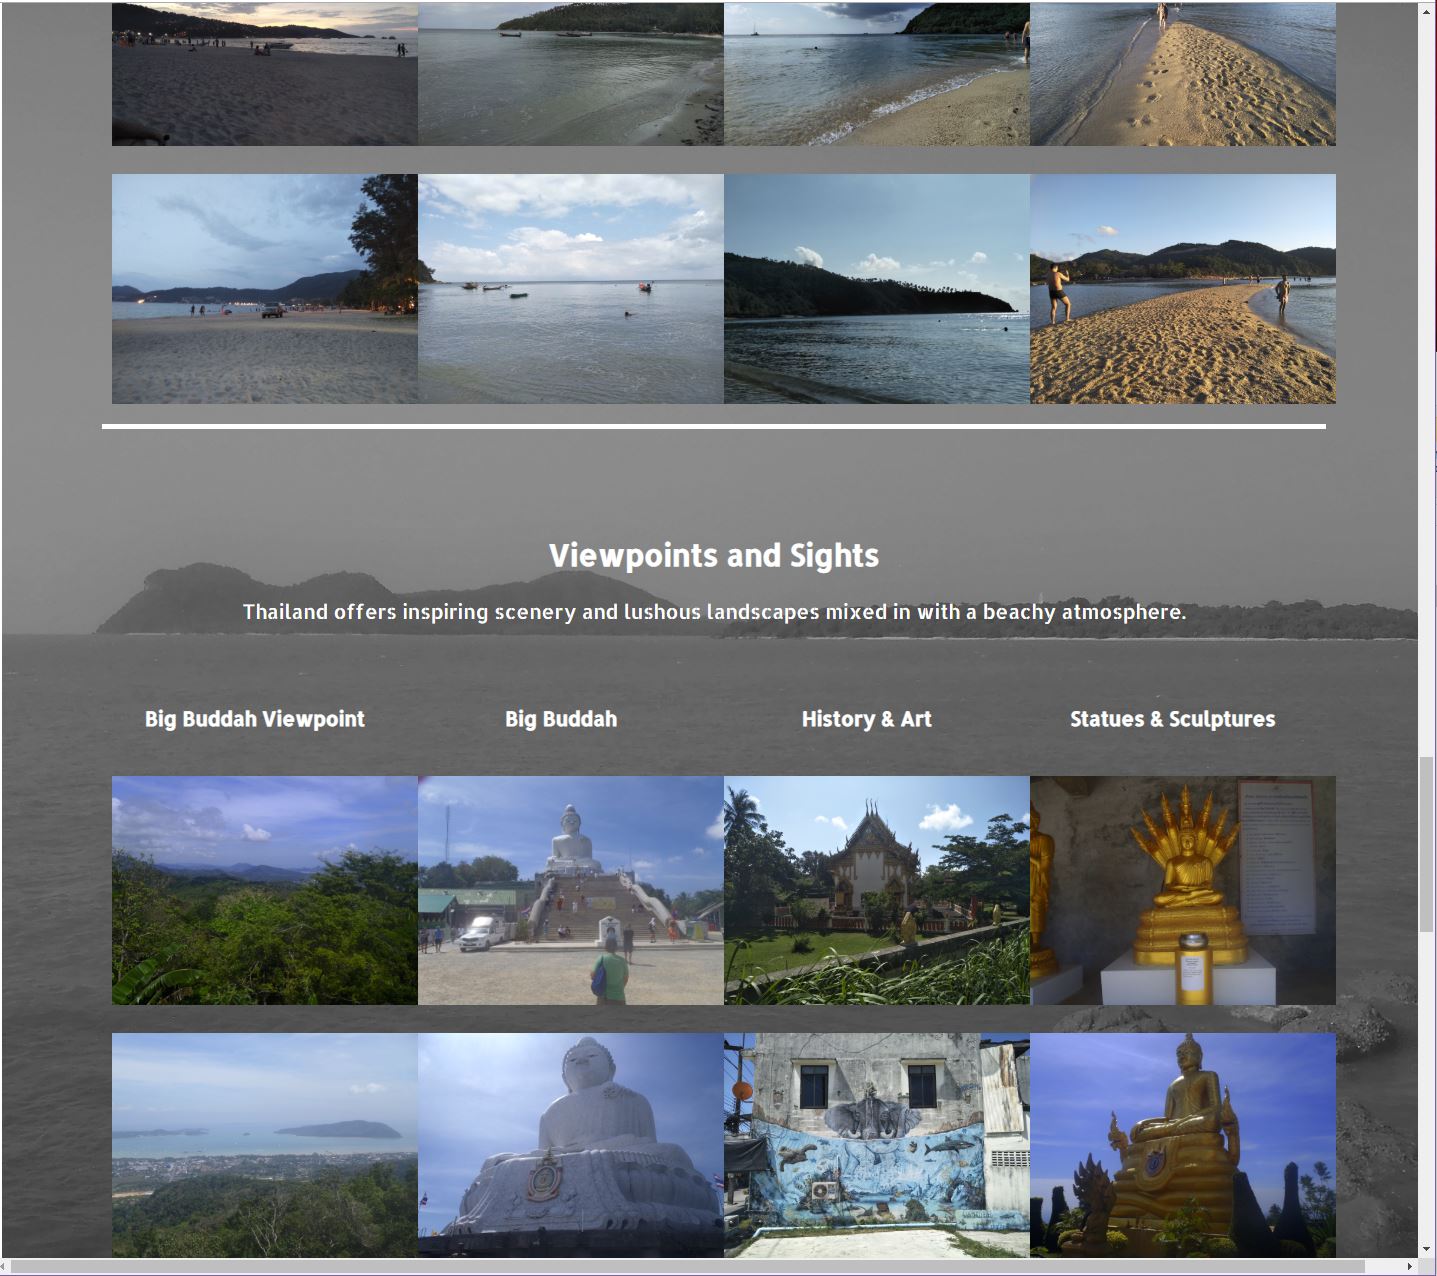 Viewpoints and Sights
Thailand offers inspiring scenery and lushous landscapes mixed in with a beachy atmosphere.
Big Buddah Viewpoint
Big Buddah
History & Art
Statues & Sculptures